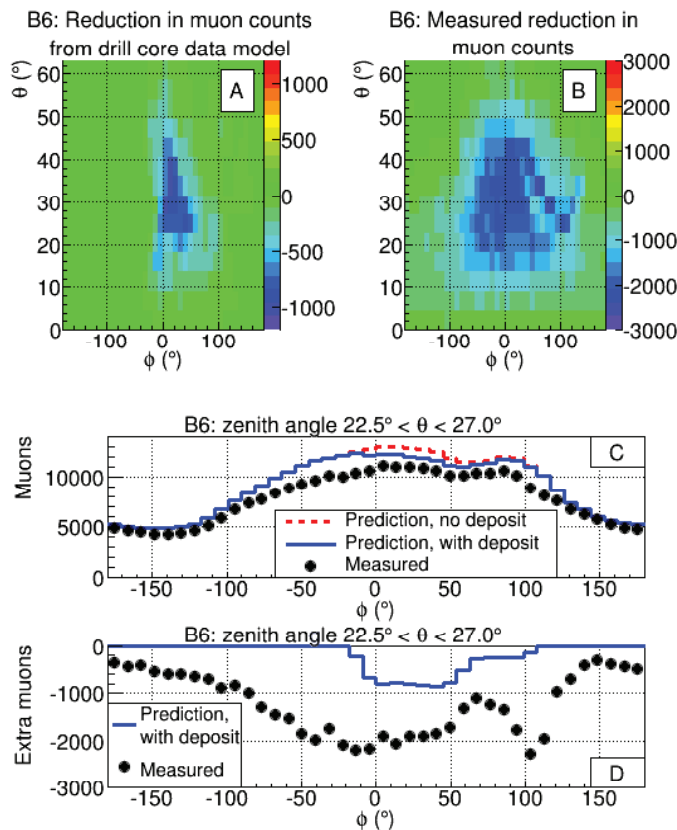 B6: Reduction in muon counts
from drill core data model
B6: Measured reduction in
muon counts
θ (°)
60
50
40
30
20
10
0
A
1000
500
0
-500
-1000
-100 0 100
ϕ (°)
θ (°)
60
50
40
30
20
10
0
B
3000
2000
1000
0
-1000
-2000
-3000
-100 0 100
ϕ (°)
B6: zenith angle 22.5° < θ < 27.0°
C
Muons
10000
5000
0
Prediction, no deposit
Prediction, with deposit
Measured
-150 -100 -50 0 50 100 150
ϕ (°)
B6: zenith angle 22.5° < θ < 27.0°
Extra muons
0
-1000
-2000
-3000
Prediction,
with deposit
Measured
D
-150 -100 -50 0 50 100 150
ϕ (°)